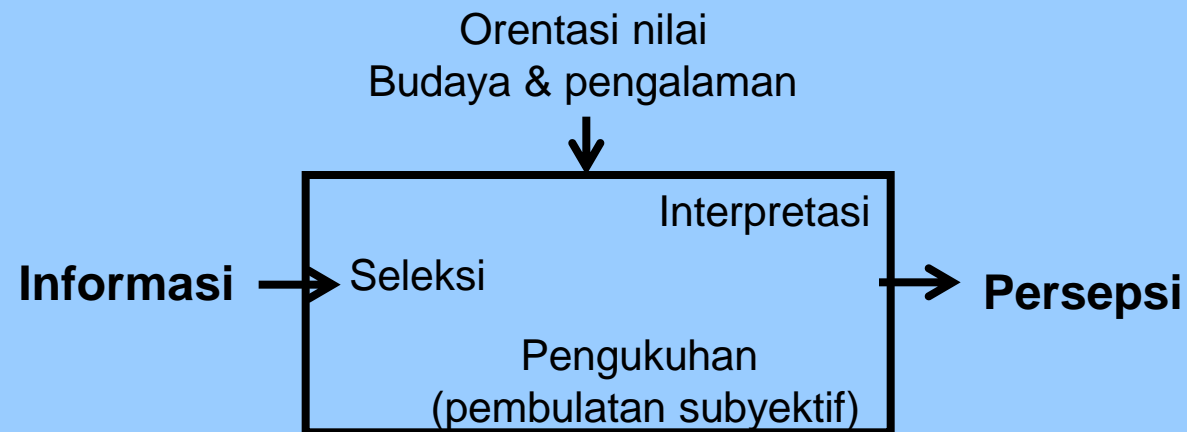 Orentasi nilai
Budaya & pengalaman
Interpretasi
Informasi
Seleksi
Persepsi
Pengukuhan
(pembulatan subyektif)